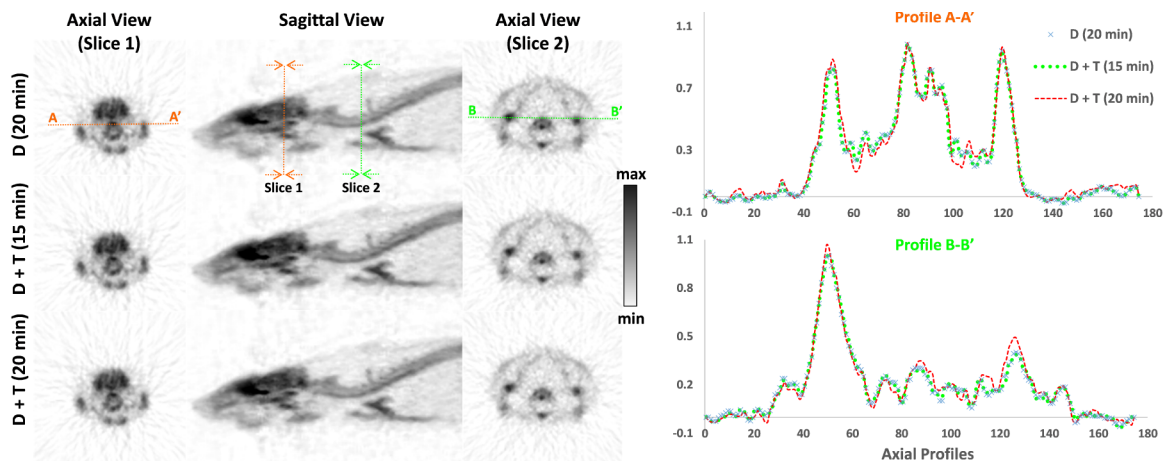 Axial View
(Slice 1)
Sagittal View
Axial View
(Slice 2)
D (20 min)
D + T (15 min)
D + T (20 min)
A
A'
B
B'
Slice 1
Slice 2
max
min
Profile A-A'
D (20 min)
D + T (15 min)
D + T (20 min)
1.1
0.7
0.3
-0.1
0 20 40 60 80 100 120 140 160 180
Profile B-B'
1.1
0.8
0.5
0.2
-0.1
0 20 40 60 80 100 120 140 160 180
Axial Profiles